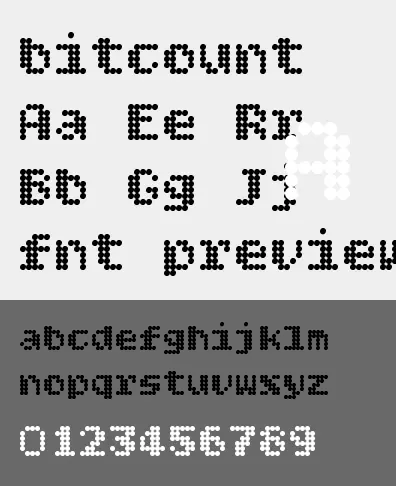 bitcount
Aa Ee Rr
A
Bb Gg Jj
fnt preview
abcdefghijklm
nopqrstuvwxyz
0123456789